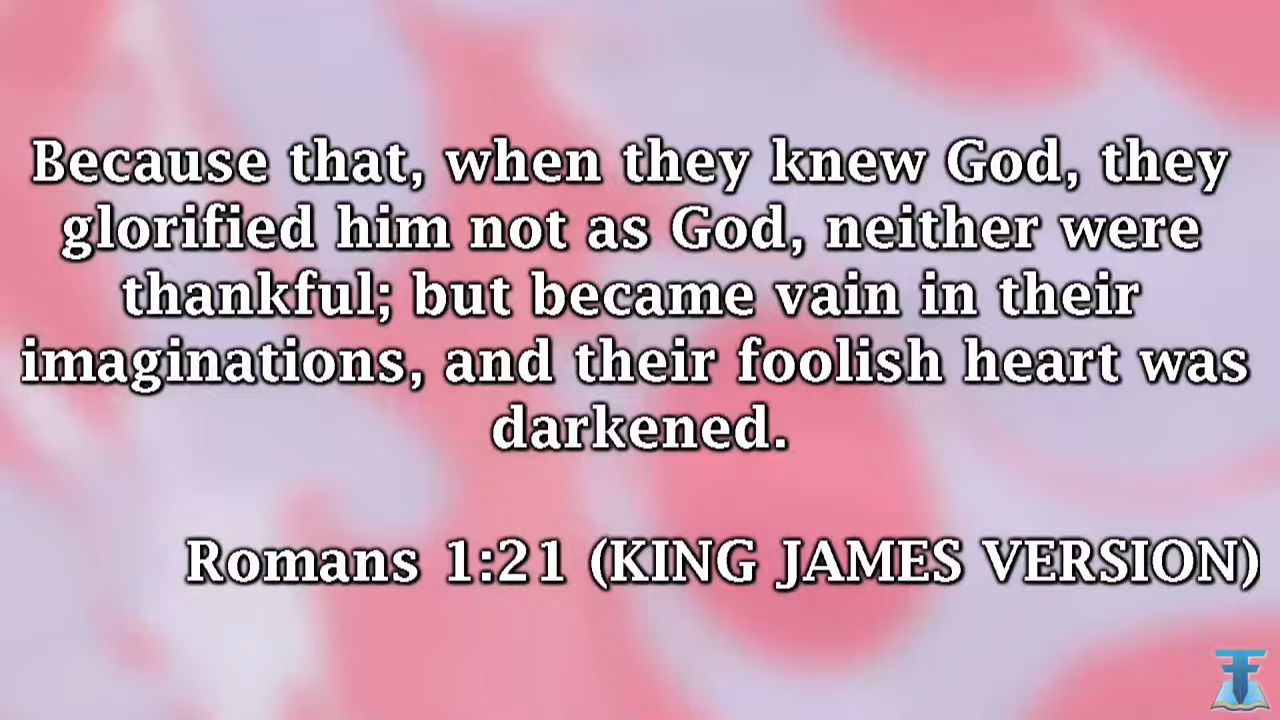 Because that, when they knew God, they
glorified him not as God, neither were
thankful; but became vain in their
imaginations, and their foolish heart was
darkened.
Romans 1:21 (KING JAMES VERSION)